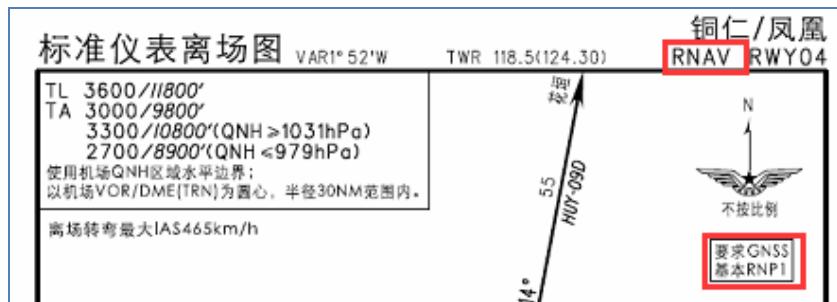 铜仁/凤凰
标准仪表离场图 VAR1°52'W TWR 118.5(124.30) RNAV RWY04
TL 3600/11800'
TA 3000/9800'
3300/10800'(QNH≥1031hPa)
2700/8900'(QNH≤979hPa)
使用机场QNH区域水平边界:
以机场VOR/DME(TRN)为圆心, 半径30NM范围内。
离场转弯最大IAS465km/h
55
HUY-09D
N
不按比例
要求GNSS
基本RNP1